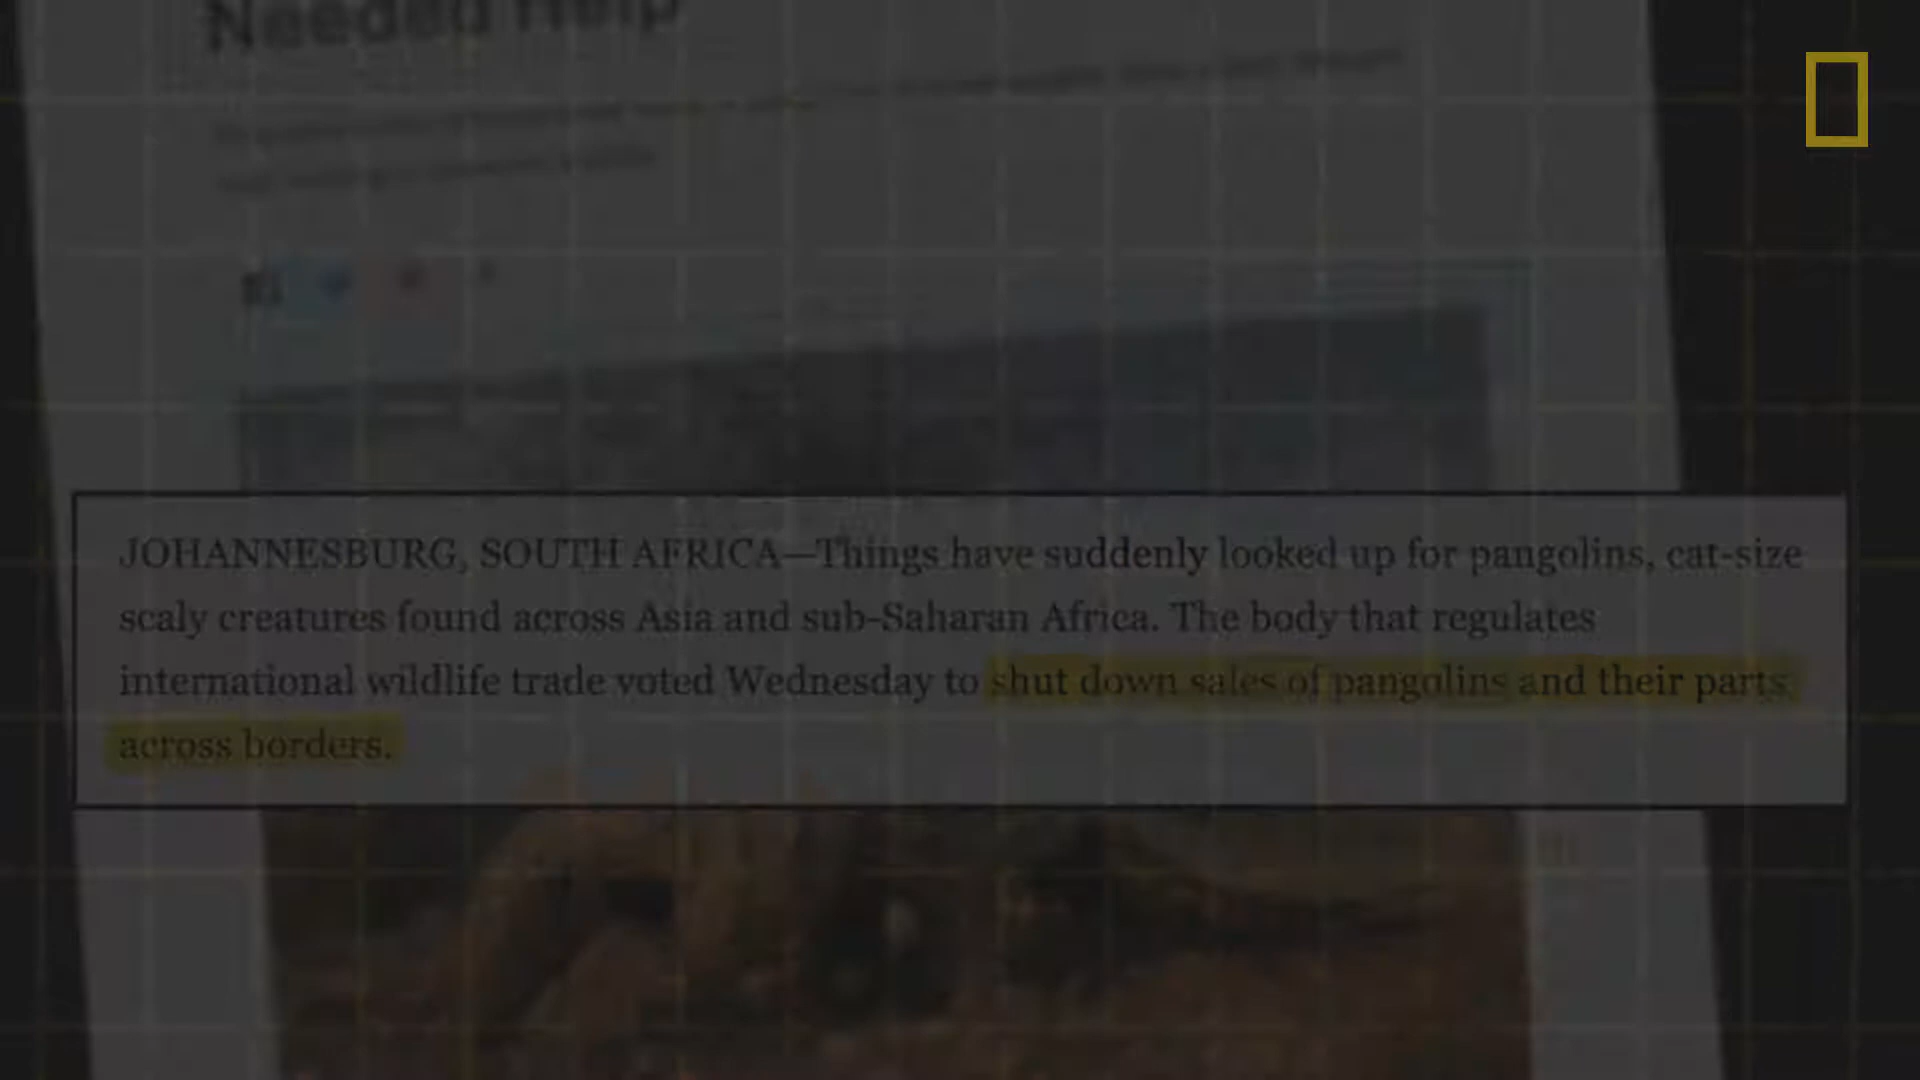 Needed Help
JOHANNESBURG, SOUTH AFRICA—Things have suddenly looked up for pangolins, cat-size
scaly creatures found across Asia and sub-Saharan Africa. The body that regulates
international wildlife trade voted Wednesday to shut down sales of pangolins and their parts
across borders.